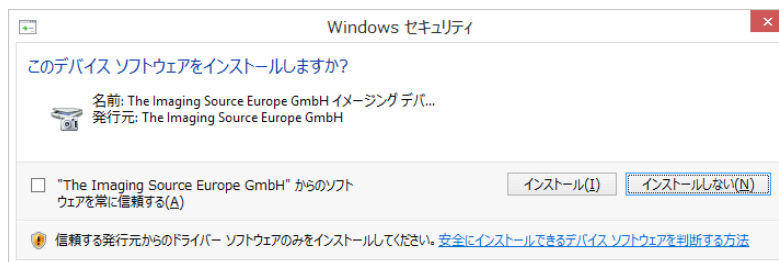 Windows セキュリティ
このデバイス ソフトウェアをインストールしますか?
名前: The Imaging Source Europe GmbH イメージング デバ...
発行元: The Imaging Source Europe GmbH
"The Imaging Source Europe GmbH" からのソフト
ウェアを常に信頼する(A)
インストール(I)
インストールしない(N)
信頼する発行元からのドライバー ソフトウェアのみをインストールしてください。安全にインストールできるデバイス ソフトウェアを判断する方法